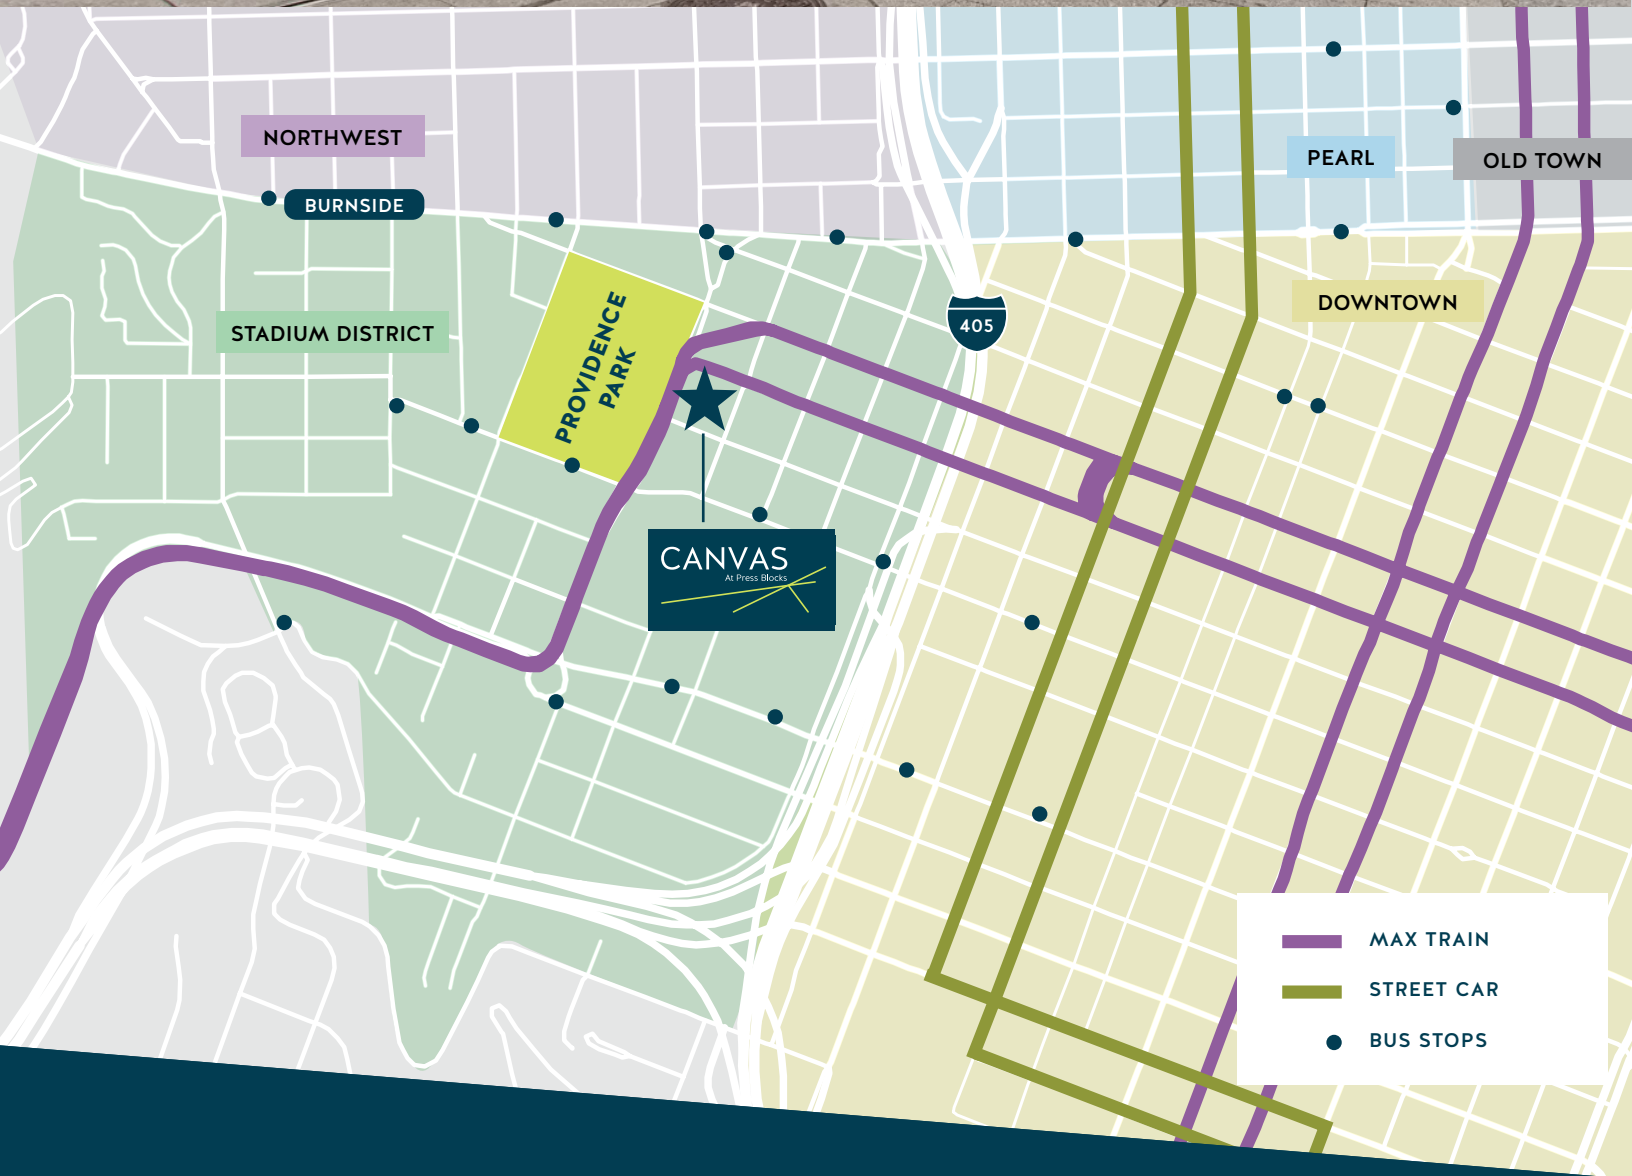 NORTHWEST
BURNSIDE
PEARL
OLD TOWN
STADIUM DISTRICT
PROVIDENCE
PARK
405
DOWNTOWN
CANVAS
At Press Blocks
MAX TRAIN
STREET CAR
BUS STOPS